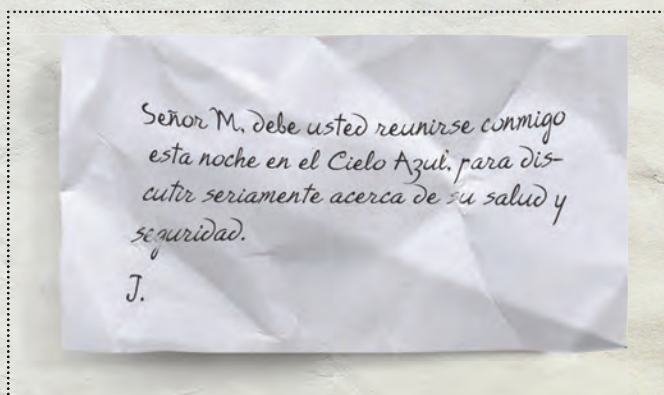 Señor M, debe usted reunirse conmigo
esta noche en el Cielo Azul, para dis-
cutir seriamente acerca de su salud y
seguridad.
J.